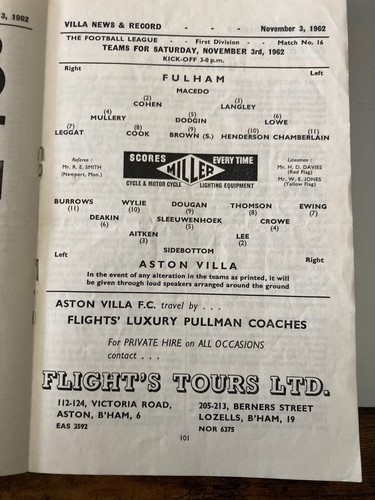 3, 1962
VILLA NEWS & RECORD - - - November 3, 1962
THE FOOTBALL LEAGUE - First Division - Match No. 16
TEAMS FOR SATURDAY, NOVEMBER 3rd, 1962
KICK-OFF 3-0 p.m.
Right Left
FULHAM
MACEDO
(2) (3)
COHEN LANGLEY
(4) (5) (6)
MULLERY DODGIN LOWE
(7) (8) (9) (10) (11)
LEGGAT COOK BROWN (S.) HENDERSON CHAMBERLAIN
Referee :
Mr. R. E. SMITH
(Newport, Mon.)
SCORES MILLER EVERY TIME
CYCLE & MOTOR CYCLE LIGHTING EQUIPMENT
Linesmen :
Mr. H. D. DAVIES
(Red Flag)
Mr. W. E. JONES
(Yellow Flag)
BURROWS WYLIE DOUGAN THOMSON EWING
(11) (10) (9) (8) (7)
DEAKIN SLEEUWENHOEK CROWE
(6) (5) (4)
AITKEN LEE
(3) (2)
SIDEBOTTOM
Left Right
ASTON VILLA
In the event of any alteration in the teams as printed, it will
be given through loud speakers arranged around the ground
ASTON VILLA F.C. travel by . . .
FLIGHTS' LUXURY PULLMAN COACHES
For PRIVATE HIRE on ALL OCCASIONS
contact . . .
FLIGHT'S TOURS LTD.
112-124, VICTORIA ROAD,
ASTON, B'HAM, 6
EAS 3592
205-213, BERNERS STREET
LOZELLS, B'HAM, 19
NOR 6375
101